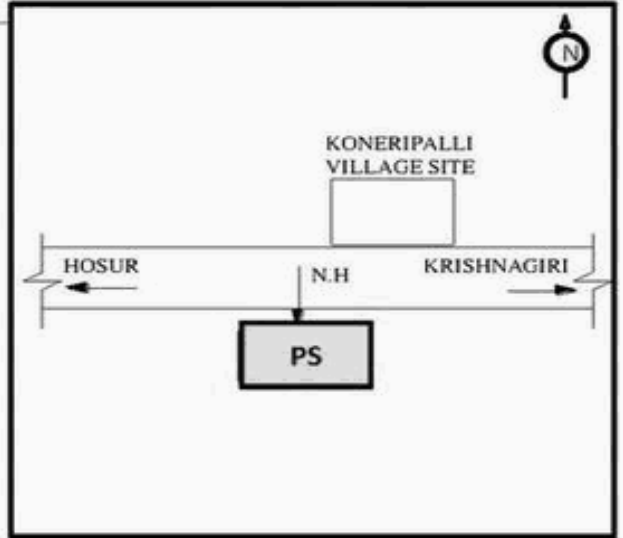 N
KONERIPALLI
VILLAGE SITE
HOSUR
N.H
KRISHNAGIRI
PS